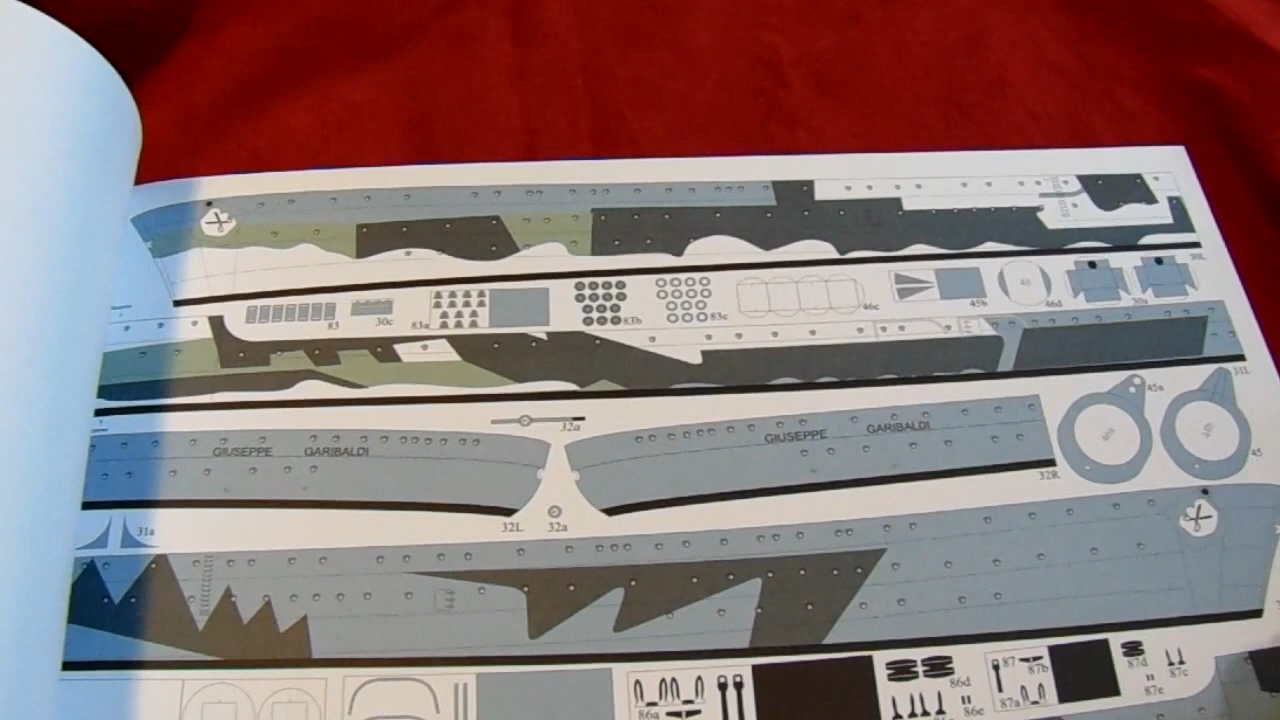 30L
83
30c
83a
83b
83c
46c
45b
46d
30a
31L
32a
45a
GIUSEPPE GARIBALDI
GIUSEPPE GARIBALDI
45
32R
32L
32a
31a
86a
86d
86e
87
87b
87a
87d
87c
87e